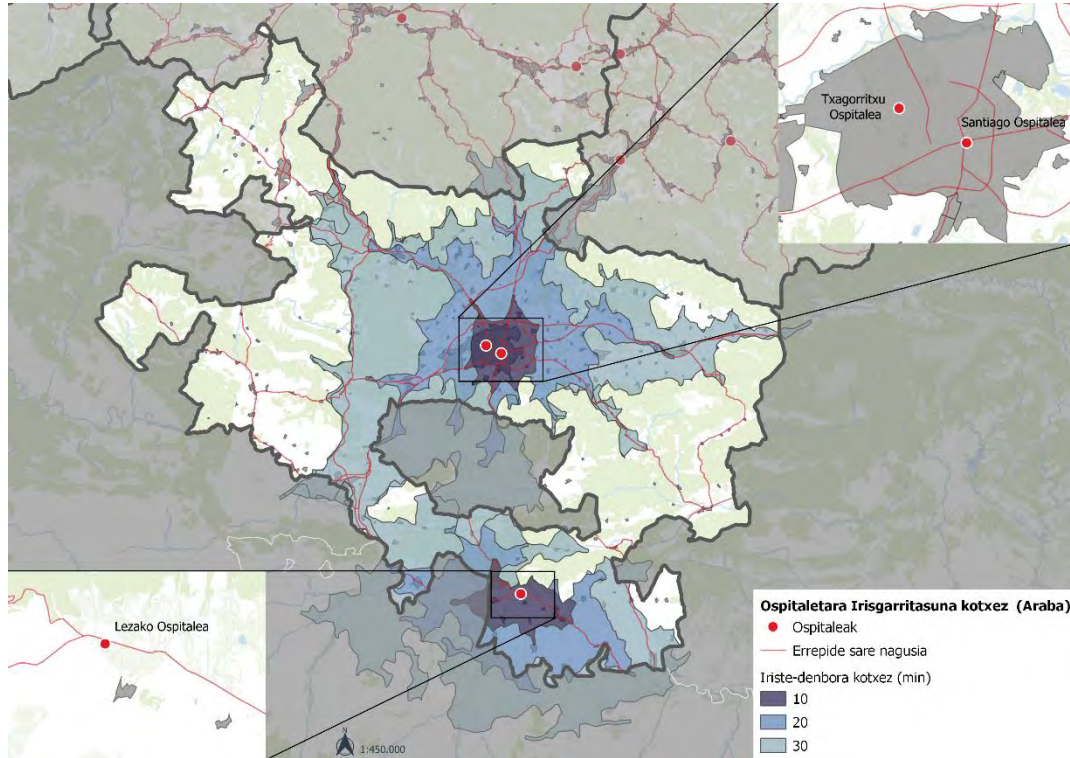 Txagorritxu
Ospitalea
Santiago Ospitalea
Lezako Ospitalea
N
1:450.000
Ospitaletara Irisgarritasuna kotxez (Araba)
Ospitaleak
Errepide sare nagusia
Iriste-denbora kotxez (min)
10
20
30